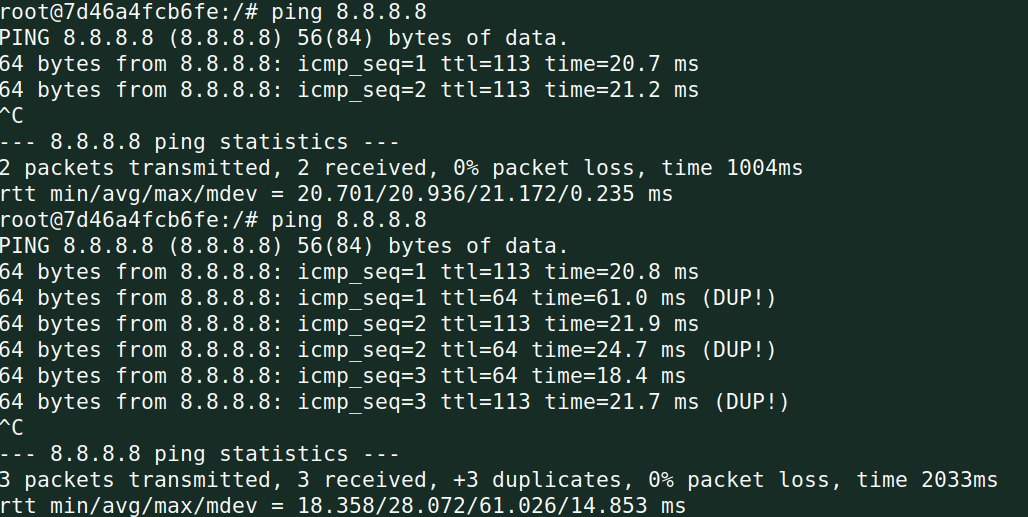 root@7d46a4fcb6fe:/# ping 8.8.8.8
PING 8.8.8.8 (8.8.8.8) 56(84) bytes of data.
64 bytes from 8.8.8.8: icmp_seq=1 ttl=113 time=20.7 ms
64 bytes from 8.8.8.8: icmp_seq=2 ttl=113 time=21.2 ms
^C
--- 8.8.8.8 ping statistics ---
2 packets transmitted, 2 received, 0% packet loss, time 1004ms
rtt min/avg/max/mdev = 20.701/20.936/21.172/0.235 ms
root@7d46a4fcb6fe:/# ping 8.8.8.8
PING 8.8.8.8 (8.8.8.8) 56(84) bytes of data.
64 bytes from 8.8.8.8: icmp_seq=1 ttl=113 time=20.8 ms
64 bytes from 8.8.8.8: icmp_seq=1 ttl=64 time=61.0 ms (DUP!)
64 bytes from 8.8.8.8: icmp_seq=2 ttl=113 time=21.9 ms
64 bytes from 8.8.8.8: icmp_seq=2 ttl=64 time=24.7 ms (DUP!)
64 bytes from 8.8.8.8: icmp_seq=3 ttl=64 time=18.4 ms
64 bytes from 8.8.8.8: icmp_seq=3 ttl=113 time=21.7 ms (DUP!)
^C
--- 8.8.8.8 ping statistics ---
3 packets transmitted, 3 received, +3 duplicates, 0% packet loss, time 2033ms
rtt min/avg/max/mdev = 18.358/28.072/61.026/14.853 ms